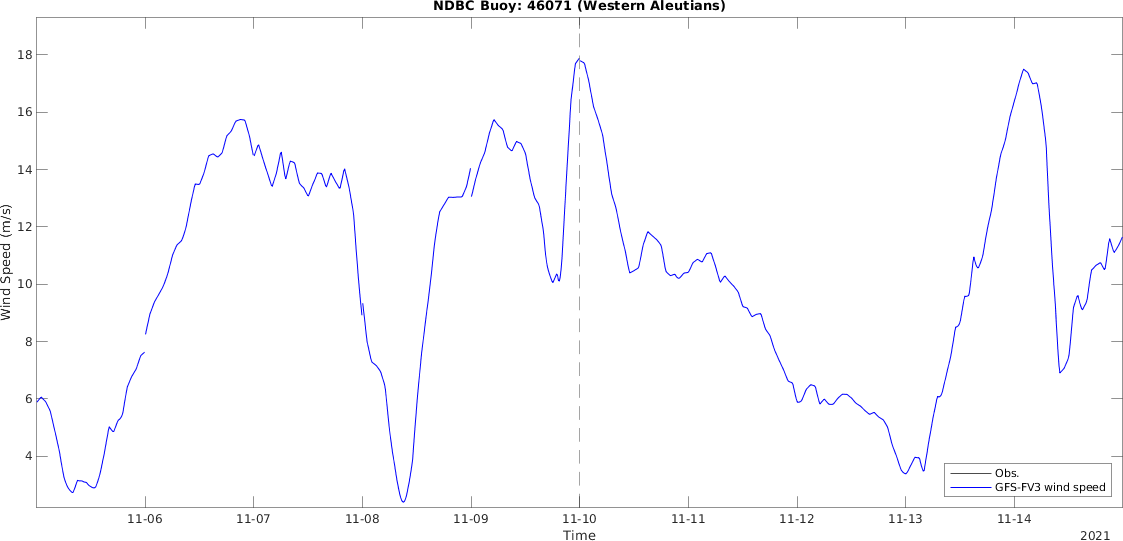 NDBC Buoy: 46071 (Western Aleutians)
Wind Speed (m/s)
18
16
14
12
10
8
6
4
Obs.
GFS-FV3 wind speed
11-06 11-07 11-08 11-09 11-10 11-11 11-12 11-13 11-14
Time
2021